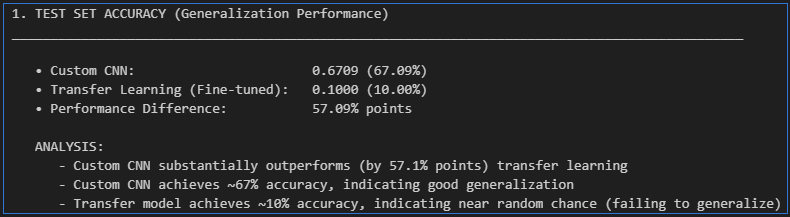 1. TEST SET ACCURACY (Generalization Performance)
• Custom CNN: 0.6709 (67.09%)
• Transfer Learning (Fine-tuned): 0.1000 (10.00%)
• Performance Difference: 57.09% points
ANALYSIS:
- Custom CNN substantially outperforms (by 57.1% points) transfer learning
- Custom CNN achieves ~67% accuracy, indicating good generalization
- Transfer model achieves ~10% accuracy, indicating near random chance (failing to generalize)